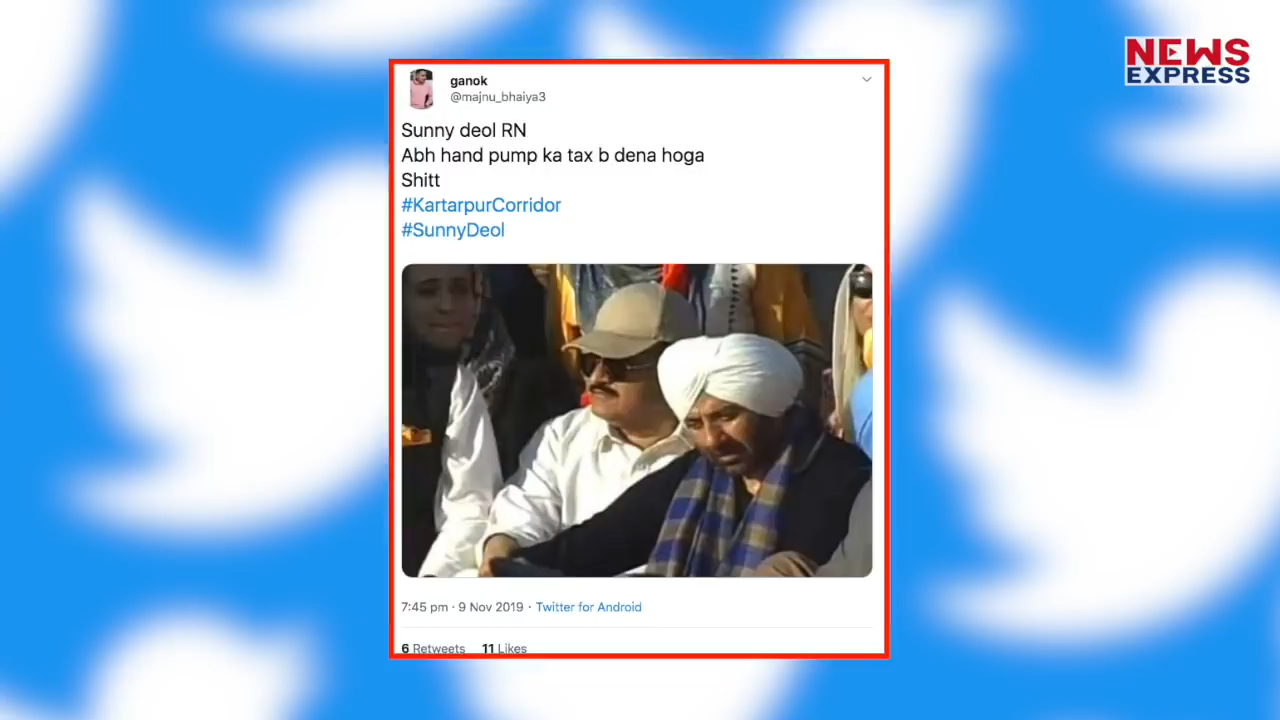 NEWS
EXPRESS
ganok
@majnu_bhaiya3
Sunny deol RN
Abh hand pump ka tax b dena hoga
Shitt
#KartarpurCorridor
#SunnyDeol
7:45 pm · 9 Nov 2019 · Twitter for Android
6 Retweets 11 Likes